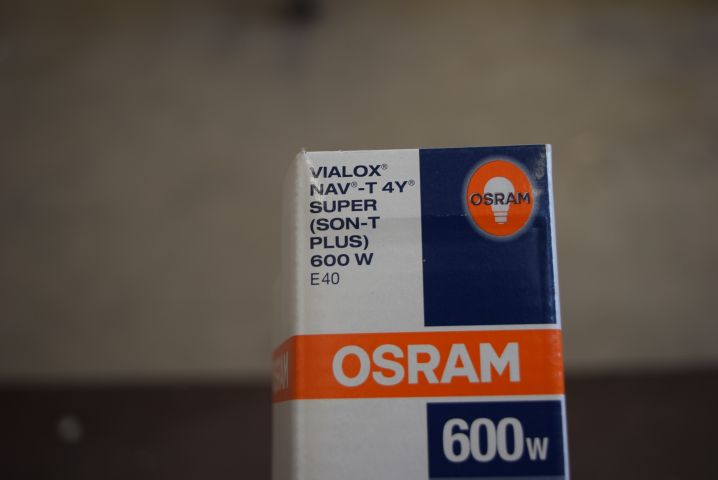 VIALOX®
NAV®-T 4Y®
SUPER
(SON-T
PLUS)
600 W
E40
OSRAM
OSRAM
600W